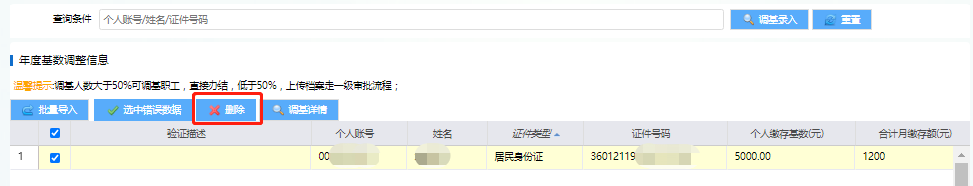 查询条件 个人账号/姓名/证件号码 调基录入 重置
年度基数调整信息
温馨提示:调基人数大于50%可调基职工，直接办结，低于50%，上传档案走一级审批流程；
批量导入 选中错误数据 删除 调基详情
验证描述 个人账号 姓名 证件类型 证件号码 个人缴存基数(元) 合计月缴存额(元)
1 00 居民身份证 36012119 5000.00 1200